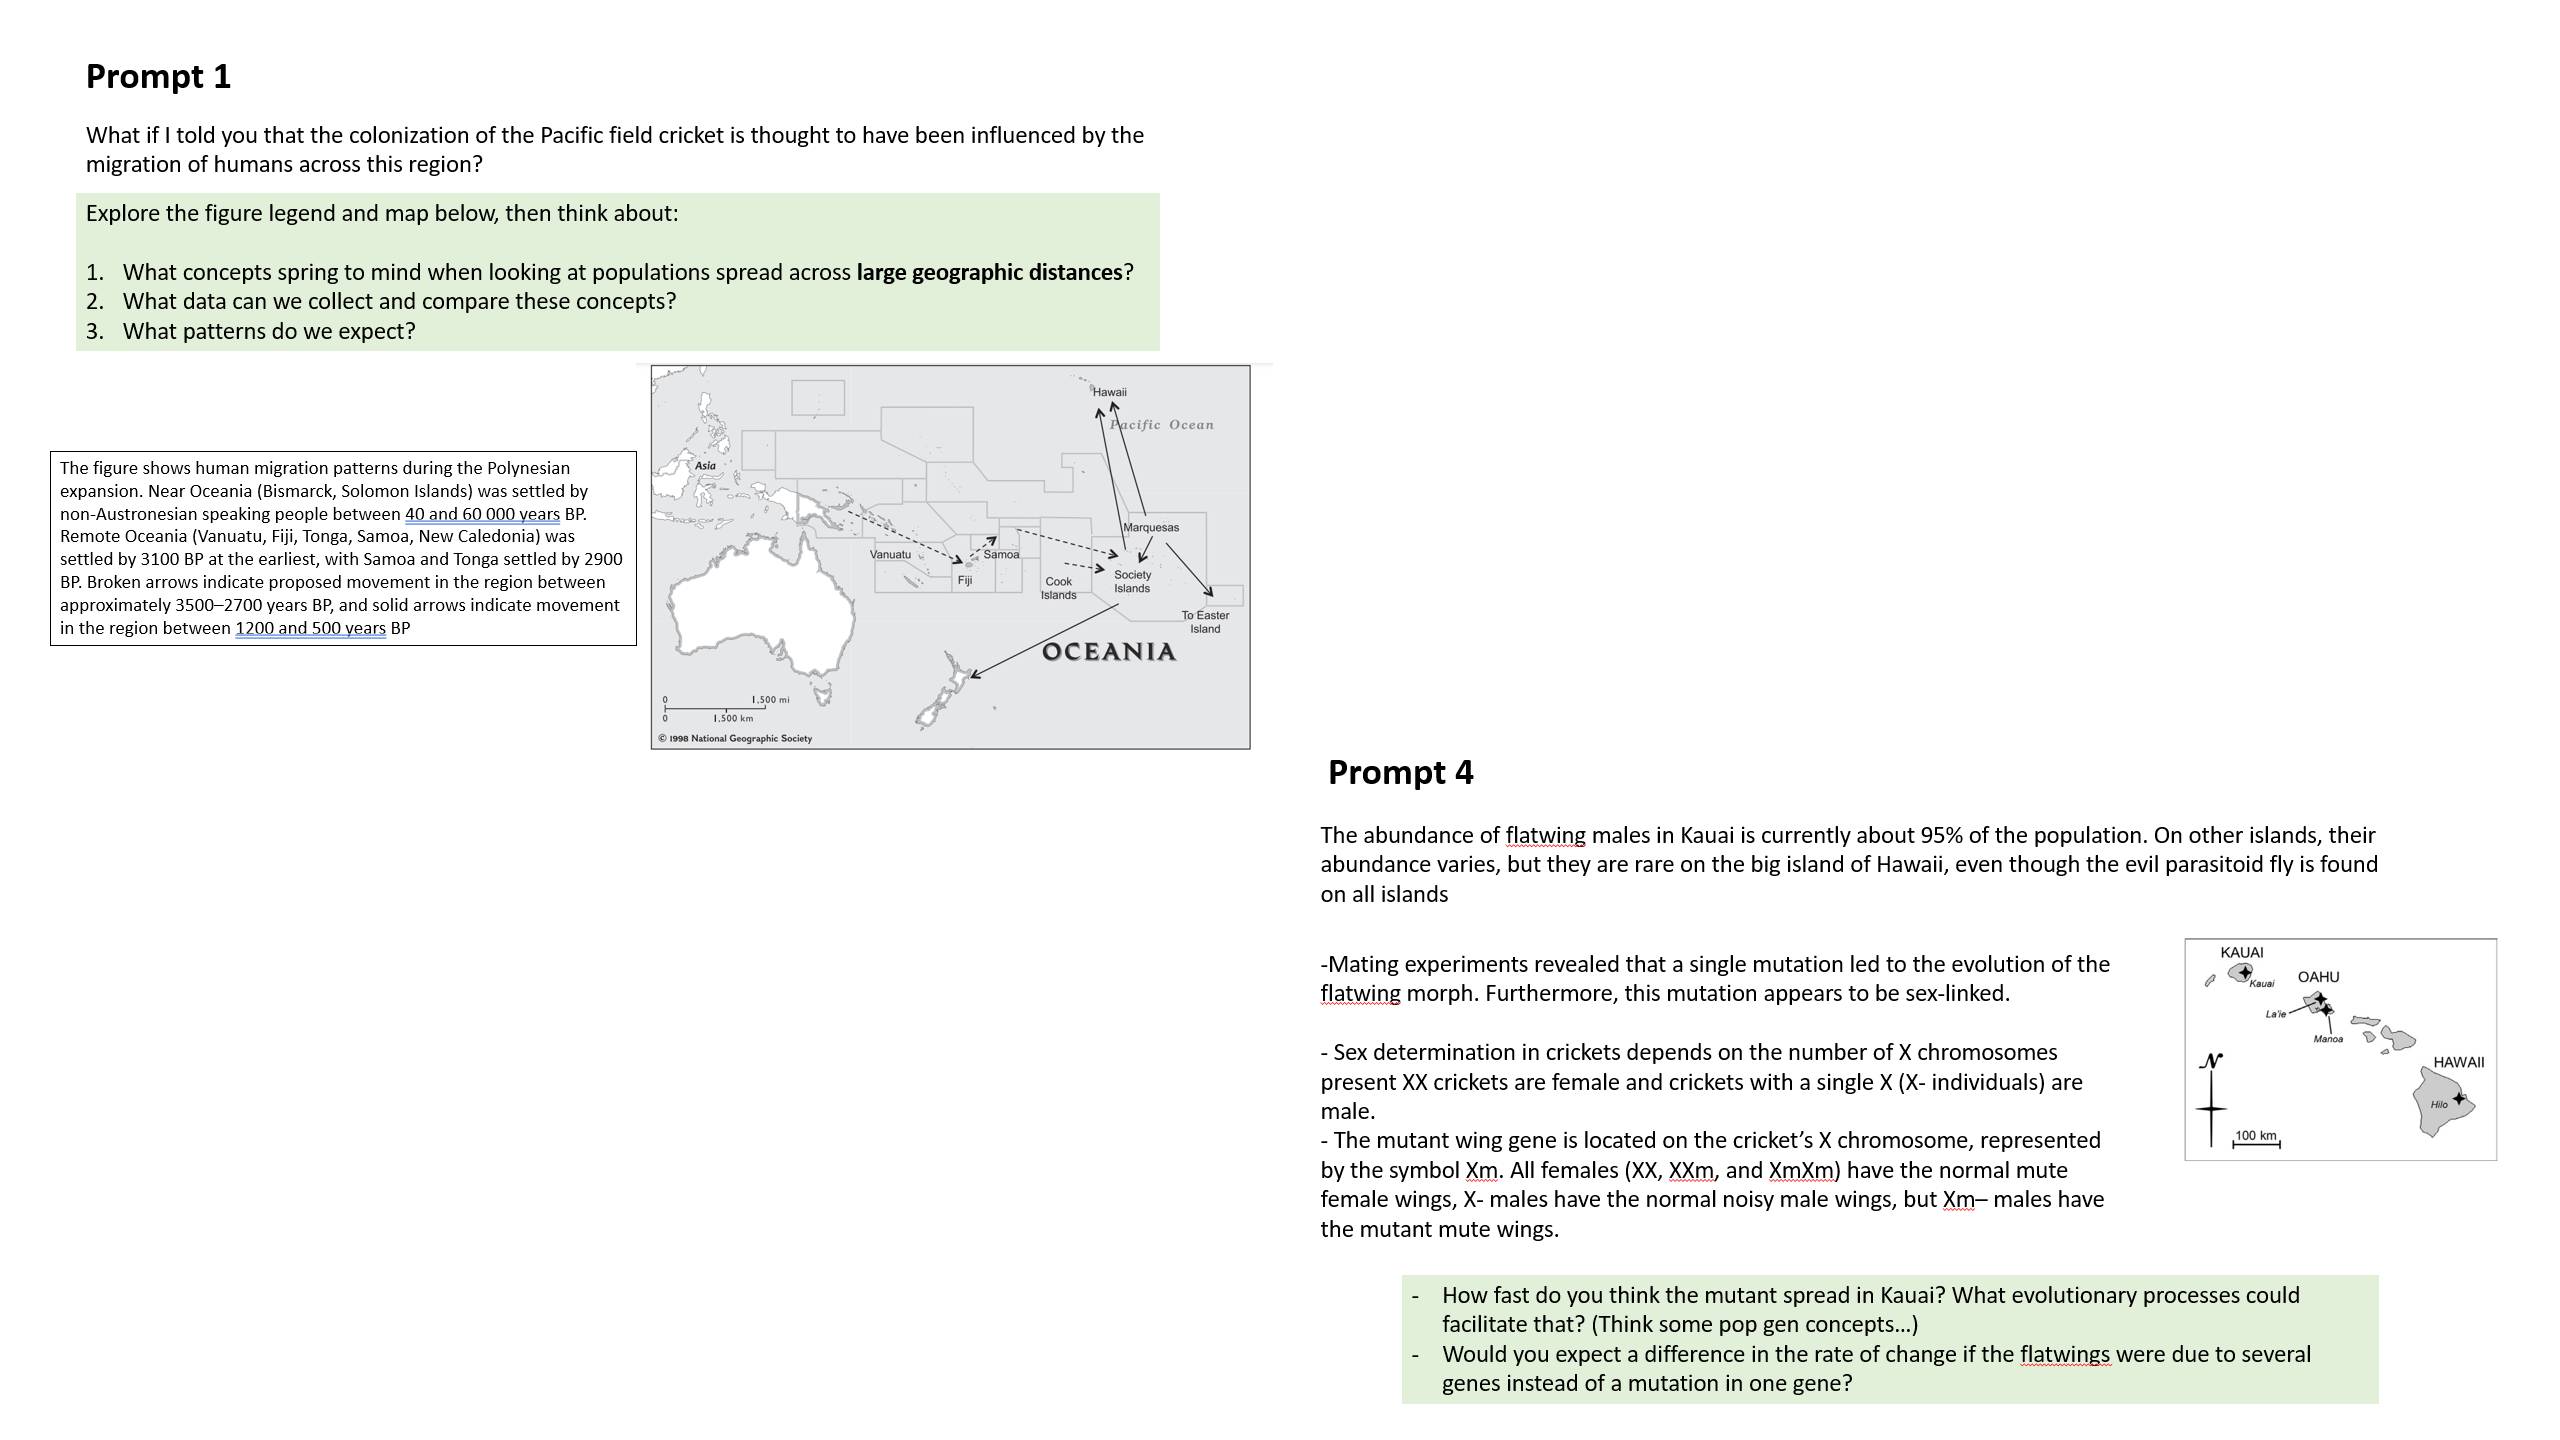 Prompt 1
What if I told you that the colonization of the Pacific field cricket is thought to have been influenced by the
migration of humans across this region?
Explore the figure legend and map below, then think about:
1. What concepts spring to mind when looking at populations spread across large geographic distances?
2. What data can we collect and compare these concepts?
3. What patterns do we expect?
The figure shows human migration patterns during the Polynesian
expansion. Near Oceania (Bismarck, Solomon Islands) was settled by
non-Austronesian speaking people between 40 and 60 000 years BP.
Remote Oceania (Vanuatu, Fiji, Tonga, Samoa, New Caledonia) was
settled by 3100 BP at the earliest, with Samoa and Tonga settled by 2900
BP. Broken arrows indicate proposed movement in the region between
approximately 3500–2700 years BP, and solid arrows indicate movement
in the region between 1200 and 500 years BP
Hawaii
Pacific Ocean
Asia
Marquesas
Vanuatu
Samoa
Fiji
Cook
Islands
Society
Islands
To Easter
Island
OCEANIA
0 1,500 mi
0 1,500 km
© 1998 National Geographic Society
Prompt 4
The abundance of flatwing males in Kauai is currently about 95% of the population. On other islands, their
abundance varies, but they are rare on the big island of Hawaii, even though the evil parasitoid fly is found
on all islands
-Mating experiments revealed that a single mutation led to the evolution of the
flatwing morph. Furthermore, this mutation appears to be sex-linked.
- Sex determination in crickets depends on the number of X chromosomes
present XX crickets are female and crickets with a single X (X- individuals) are
male.
- The mutant wing gene is located on the cricket’s X chromosome, represented
by the symbol Xm. All females (XX, XXm, and XmXm) have the normal mute
female wings, X- males have the normal noisy male wings, but Xm– males have
the mutant mute wings.
KAUAI
Kauai
OAHU
La'ie
Manoa
HAWAII
Hilo
N
100 km
- How fast do you think the mutant spread in Kauai? What evolutionary processes could
facilitate that? (Think some pop gen concepts…)
- Would you expect a difference in the rate of change if the flatwings were due to several
genes instead of a mutation in one gene?